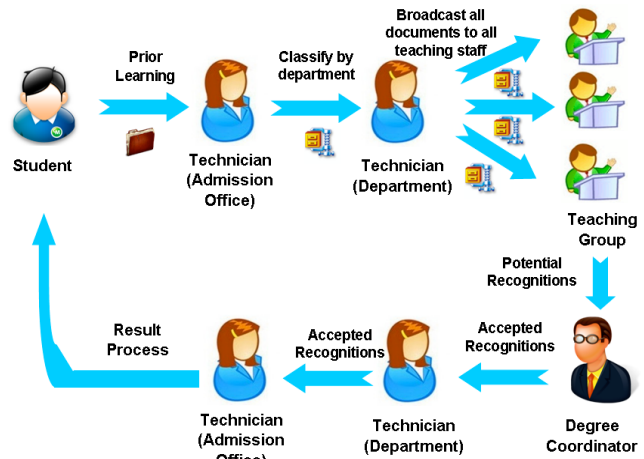 Prior
Learning
Classify by
department
Broadcast all
documents to all
teaching staff
Student
Technician
(Admission
Office)
Technician
(Department)
Teaching
Group
Potential
Recognitions
Result
Process
Accepted
Recognitions
Accepted
Recognitions
Technician
(Admission
Office)
Technician
(Department)
Degree
Coordinator